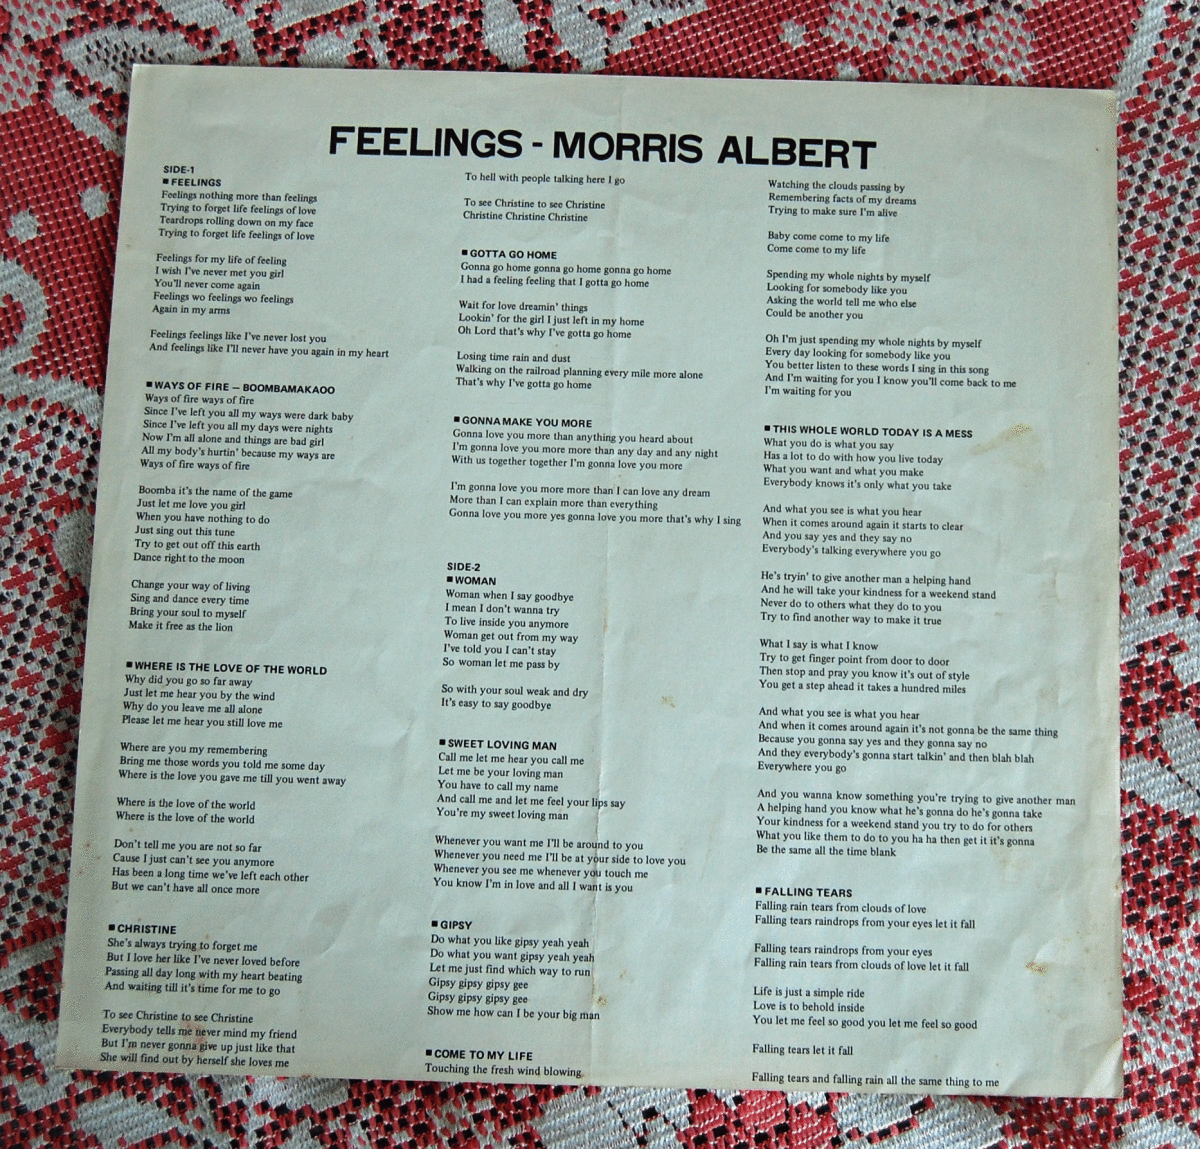 FEELINGS - MORRIS ALBERT
SIDE-1
■ FEELINGS
Feelings nothing more than feelings
Trying to forget life feelings of love
Teardrops rolling down on my face
Trying to forget life feelings of love
Feelings for my life of feeling
I wish I've never met you girl
You'll never come again
Feelings wo feelings wo feelings
Again in my arms
Feelings feelings like I've never lost you
And feelings like I'll never have you again in my heart
■ WAYS OF FIRE – BOOMBAMAKAOO
Ways of fire ways of fire
Since I've left you all my ways were dark baby
Since I've left you all my days were nights
Now I'm all alone and things are bad girl
All my body's hurtin' because my ways are
Ways of fire ways of fire
Boomba it's the name of the game
Just let me love you girl
When you have nothing to do
Just sing out this tune
Try to get out off this earth
Dance right to the moon
Change your way of living
Sing and dance every time
Bring your soul to myself
Make it free as the lion
■ WHERE IS THE LOVE OF THE WORLD
Why did you go so far away
Just let me hear you by the wind
Why do you leave me all alone
Please let me hear you still love me
Where are you my remembering
Bring me those words you told me some day
Where is the love you gave me till you went away
Where is the love of the world
Where is the love of the world
Don't tell me you are not so far
Cause I just can't see you anymore
Has been a long time we've left each other
But we can't have all once more
■ CHRISTINE
She's always trying to forget me
But I love her like I've never loved before
Passing all day long with my heart beating
And waiting till it's time for me to go
To see Christine to see Christine
Everybody tells me never mind my friend
But I'm never gonna give up just like that
She will find out by herself she loves me
To hell with people talking here I go
To see Christine to see Christine
Christine Christine Christine
■ GOTTA GO HOME
Gonna go home gonna go home gonna go home
I had a feeling feeling that I gotta go home
Wait for love dreamin' things
Lookin' for the girl I just left in my home
Oh Lord that's why I've gotta go home
Losing time rain and dust
Walking on the railroad planning every mile more alone
That's why I've gotta go home
■ GONNA MAKE YOU MORE
Gonna love you more than anything you heard about
I'm gonna love you more more than any day and any night
With us together together I'm gonna love you more
I'm gonna love you more more than I can love any dream
More than I can explain more than everything
Gonna love you more yes gonna love you more that's why I sing
SIDE-2
■ WOMAN
Woman when I say goodbye
I mean I don't wanna try
To live inside you anymore
Woman get out from my way
I've told you I can't stay
So woman let me pass by
So with your soul weak and dry
It's easy to say goodbye
■ SWEET LOVING MAN
Call me let me hear you call me
Let me be your loving man
You have to call my name
And call me and let me feel your lips say
You're my sweet loving man
Whenever you want me I'll be around to you
Whenever you need me I'll be at your side to love you
Whenever you see me whenever you touch me
You know I'm in love and all I want is you
■ GIPSY
Do what you like gipsy yeah yeah
Do what you want gipsy yeah yeah
Let me just find which way to run
Gipsy gipsy gipsy gee
Gipsy gipsy gipsy gee
Show me how can I be your big man
■ COME TO MY LIFE
Touching the fresh wind blowing
Watching the clouds passing by
Remembering facts of my dreams
Trying to make sure I'm alive
Baby come come to my life
Come come to my life
Spending my whole nights by myself
Looking for somebody like you
Asking the world tell me who else
Could be another you
Oh I'm just spending my whole nights by myself
Every day looking for somebody like you
You better listen to these words I sing in this song
And I'm waiting for you I know you'll come back to me
I'm waiting for you
■ THIS WHOLE WORLD TODAY IS A MESS
What you do is what you say
Has a lot to do with how you live today
What you want and what you make
Everybody knows it's only what you take
And what you see is what you hear
When it comes around again it starts to clear
And you say yes and they say no
Everybody's talking everywhere you go
He's tryin' to give another man a helping hand
And he will take your kindness for a weekend stand
Never do to others what they do to you
Try to find another way to make it true
What I say is what I know
Try to get finger point from door to door
Then stop and pray you know it's out of style
You get a step ahead it takes a hundred miles
And what you see is what you hear
And when it comes around again it's not gonna be the same thing
Because you gonna say yes and they gonna say no
And they everybody's gonna start talkin' and then blah blah
Everywhere you go
And you wanna know something you're trying to give another man
A helping hand you know what he's gonna do he's gonna take
Your kindness for a weekend stand you try to do for others
What you like them to do to you ha ha then get it it's gonna
Be the same all the time blank
■ FALLING TEARS
Falling rain tears from clouds of love
Falling tears raindrops from your eyes let it fall
Falling tears raindrops from your eyes
Falling rain tears from clouds of love let it fall
Life is just a simple ride
Love is to behold inside
You let me feel so good you let me feel so good
Falling tears let it fall
Falling tears and falling rain all the same thing to me